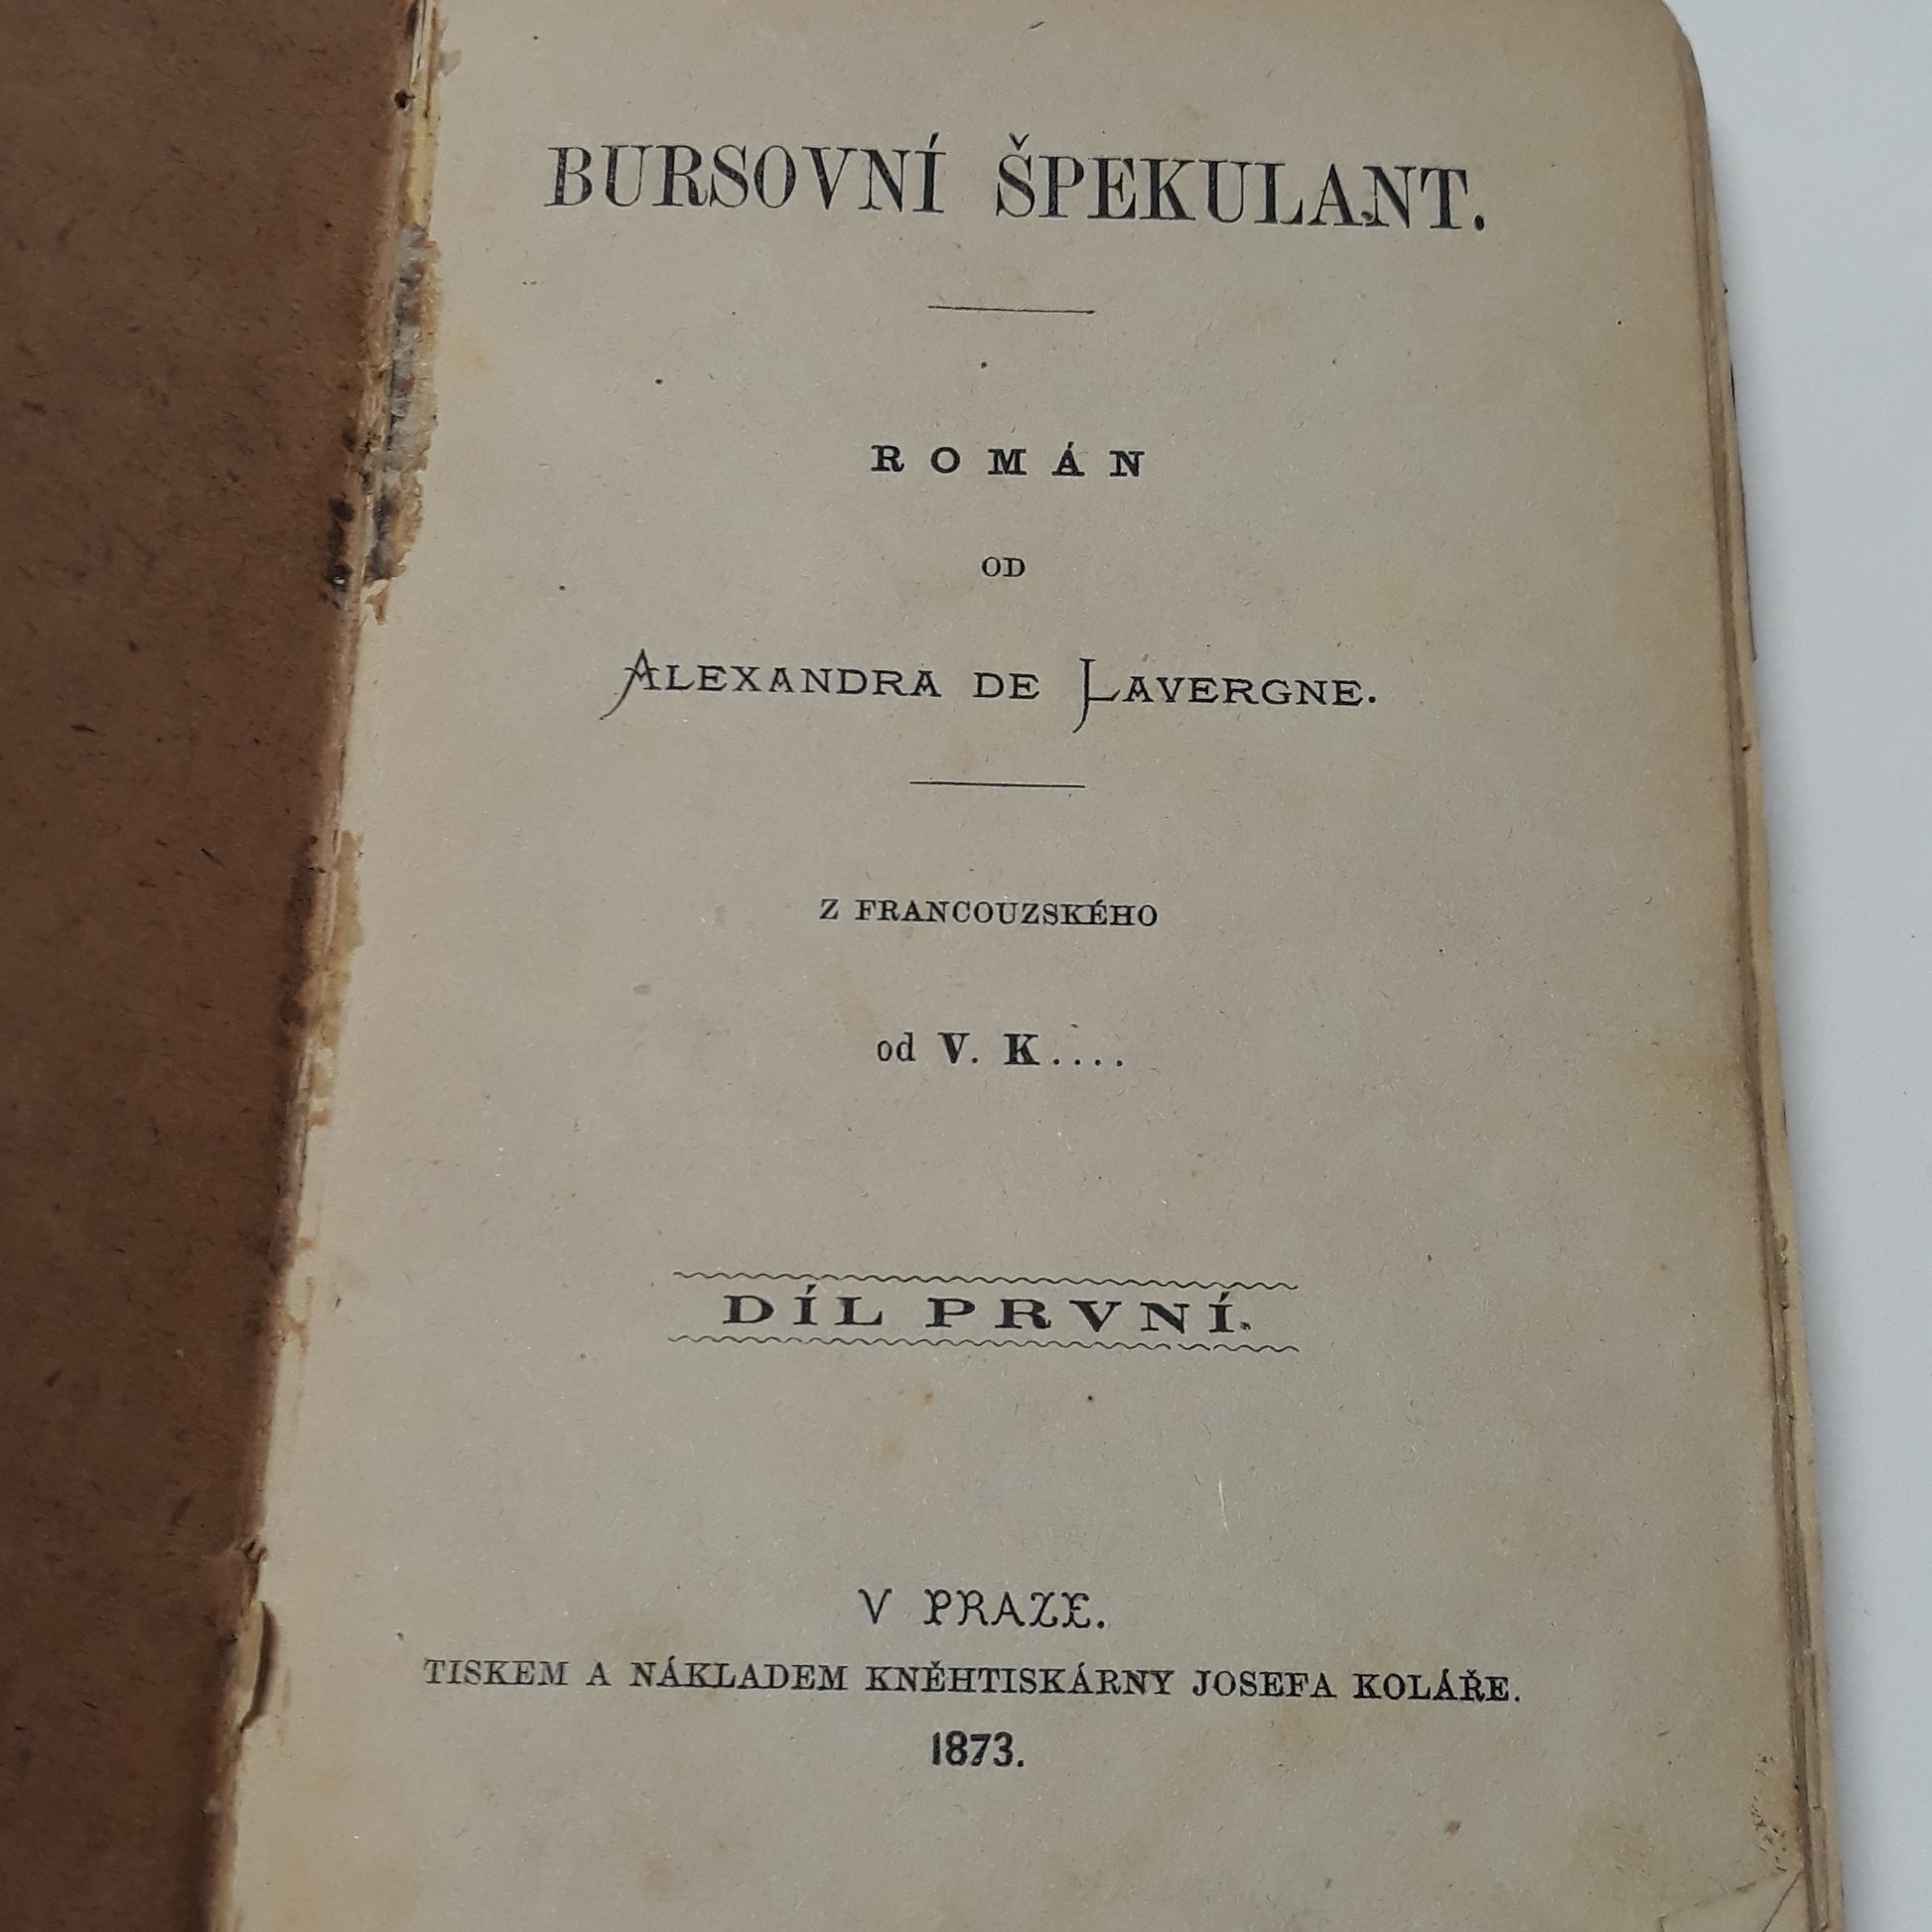 BURSOVNÍ ŠPEKULANT.
ROMÁN
OD
ALEXANDRA DE LAVERGNE.
Z FRANCOUZSKÉHO
od V. K....
DÍL PRVNÍ.
V PRAZE.
TISKEM A NÁKLADEM KNĚHTISKÁRNY JOSEFA KOLÁŘE.
1873.